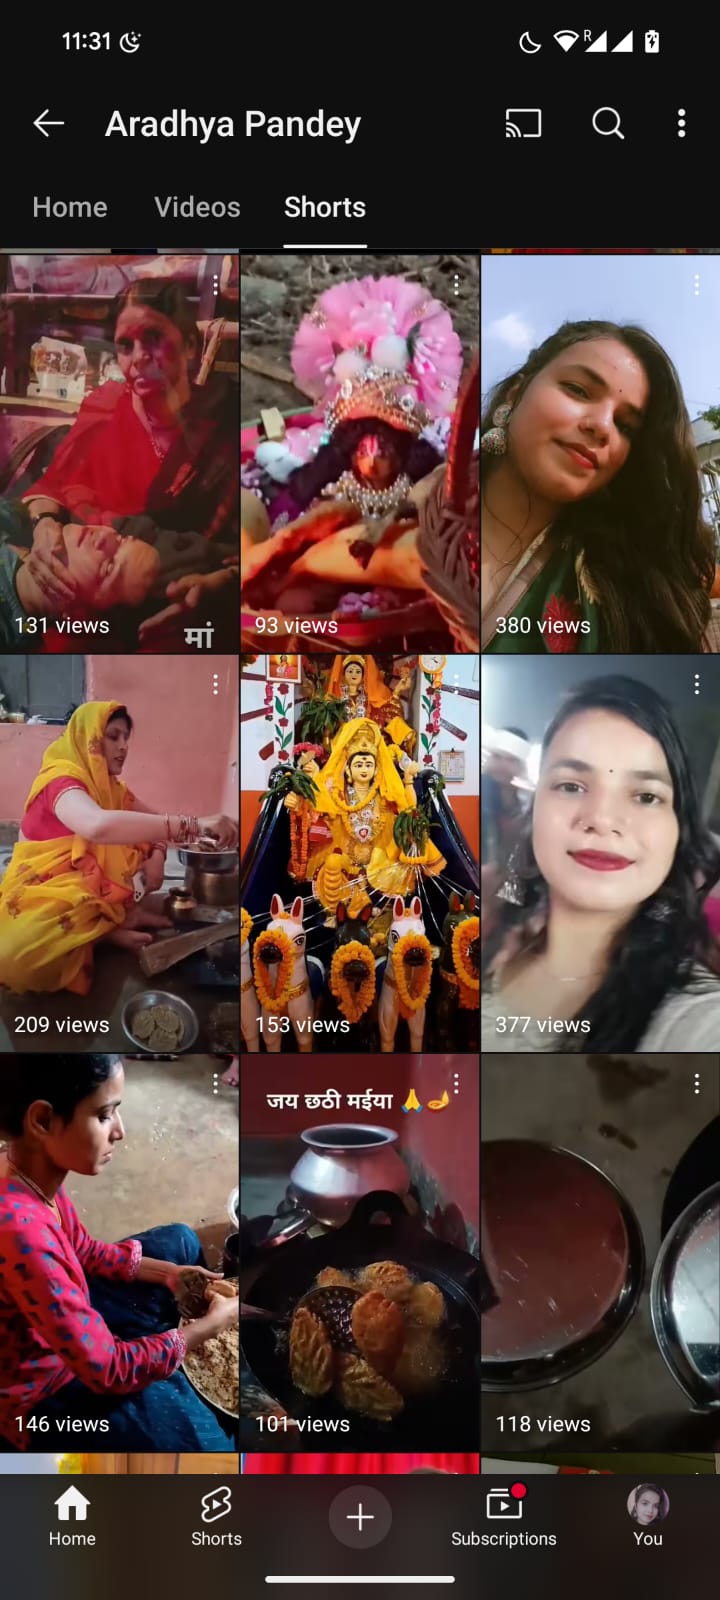 11:31
R
Aradhya Pandey
Home Videos Shorts
131 views
मां
93 views
380 views
209 views
153 views
377 views
146 views
जय छठी मईया 🙏🪔
101 views
118 views
Home Shorts Subscriptions You